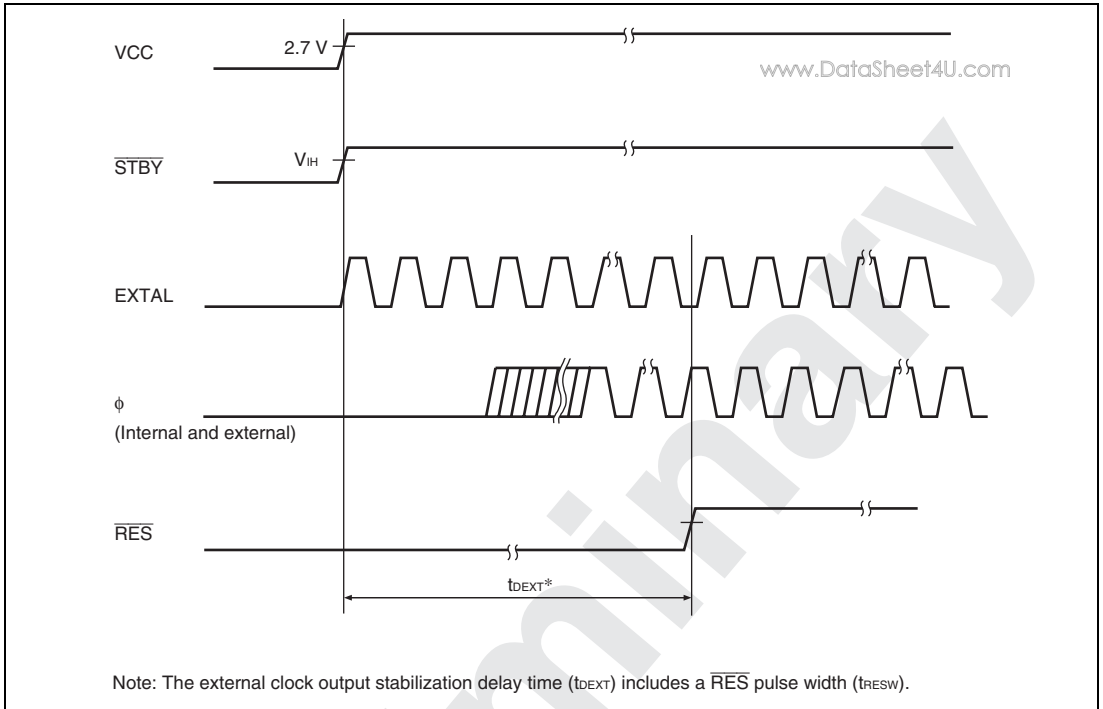 VCC
2.7 V
www.DataSheet4U.com
STBY
VIH
EXTAL
φ
(Internal and external)
RES
tDEXT*
Note: The external clock output stabilization delay time (tDEXT) includes a RES pulse width (tRESW).
minary